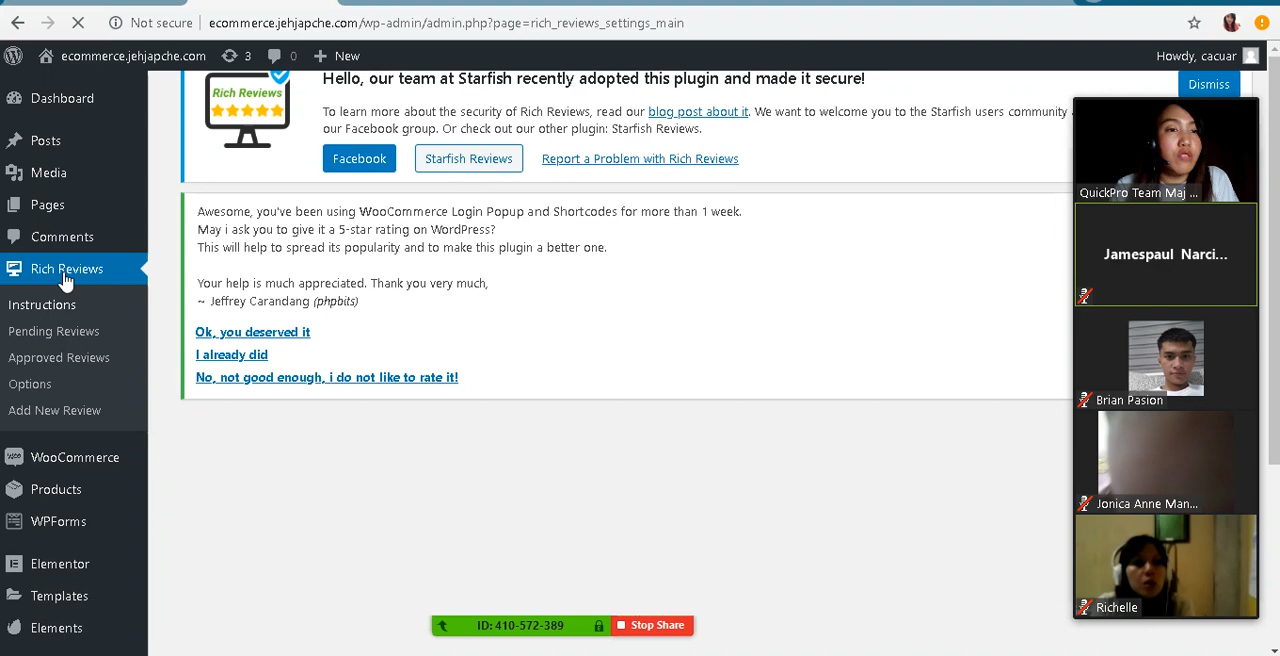 Not secure
ecommerce.jehjapche.com/wp-admin/admin.php?page=rich_reviews_settings_main
ecommerce.jehjapche.com
3
0
New
Howdy, cacuar
Dashboard
Posts
Media
Pages
Comments
Rich Reviews
Instructions
Pending Reviews
Approved Reviews
Options
Add New Review
WooCommerce
Products
WPForms
Elementor
Templates
Elements
Rich Reviews
Hello, our team at Starfish recently adopted this plugin and made it secure!
Dismiss
To learn more about the security of Rich Reviews, read our blog post about it. We want to welcome you to the Starfish users community
our Facebook group. Or check out our other plugin: Starfish Reviews.
Facebook
Starfish Reviews
Report a Problem with Rich Reviews
Awesome, you've been using WooCommerce Login Popup and Shortcodes for more than 1 week.
May i ask you to give it a 5-star rating on WordPress?
This will help to spread its popularity and to make this plugin a better one.
Your help is much appreciated. Thank you very much,
~ Jeffrey Carandang (phpbits)
Ok, you deserved it
I already did
No, not good enough, i do not like to rate it!
QuickPro Team Maj ...
Jamespaul Narci...
Brian Pasion
Jonica Anne Man...
Richelle
ID: 410-572-389
Stop Share